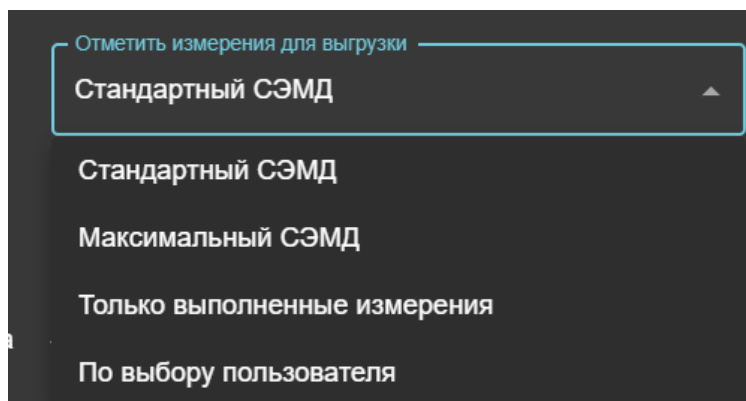 Отметить измерения для выгрузки
Стандартный СЭМД
Стандартный СЭМД
Максимальный СЭМД
Только выполненные измерения
По выбору пользователя